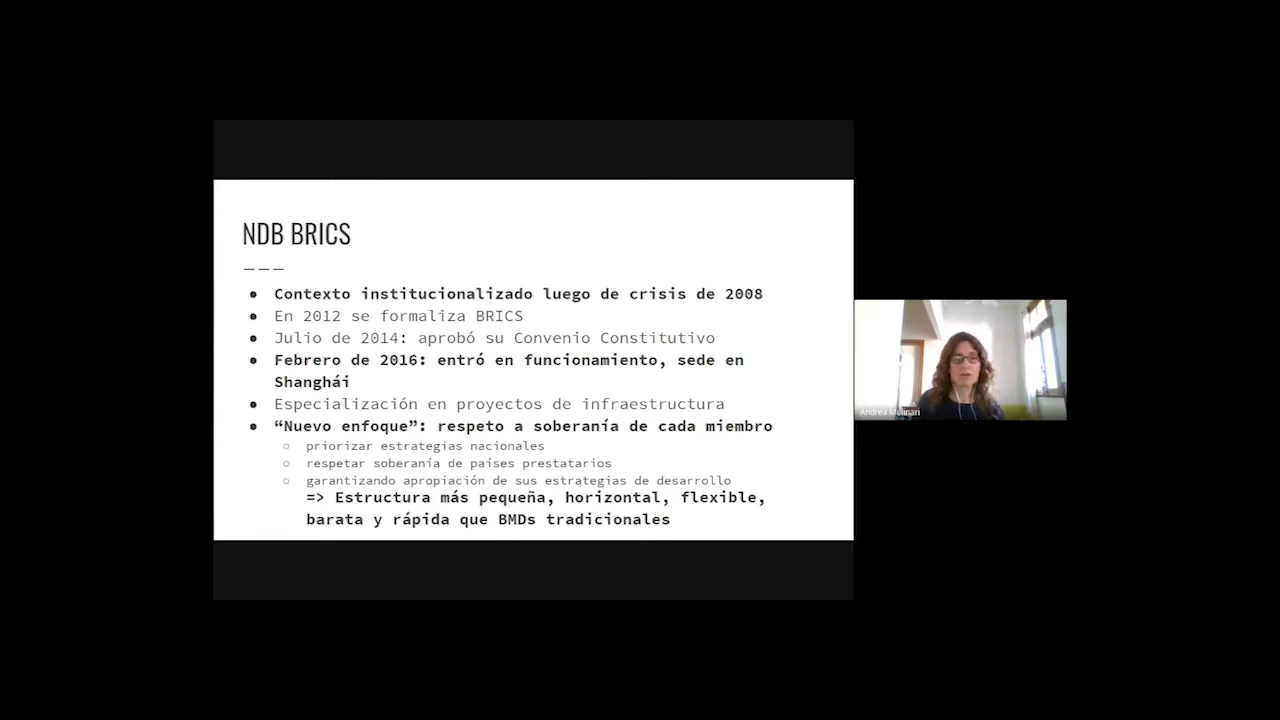 NDB BRICS
———
● Contexto institucionalizado luego de crisis de 2008
● En 2012 se formaliza BRICS
● Julio de 2014: aprobó su Convenio Constitutivo
● Febrero de 2016: entró en funcionamiento, sede en
Shanghái
● Especialización en proyectos de infraestructura
● “Nuevo enfoque”: respeto a soberanía de cada miembro
○ priorizar estrategias nacionales
○ respetar soberanía de países prestatarios
○ garantizando apropiación de sus estrategias de desarrollo
=> Estructura más pequeña, horizontal, flexible,
barata y rápida que BMDs tradicionales
Andrea Molinari